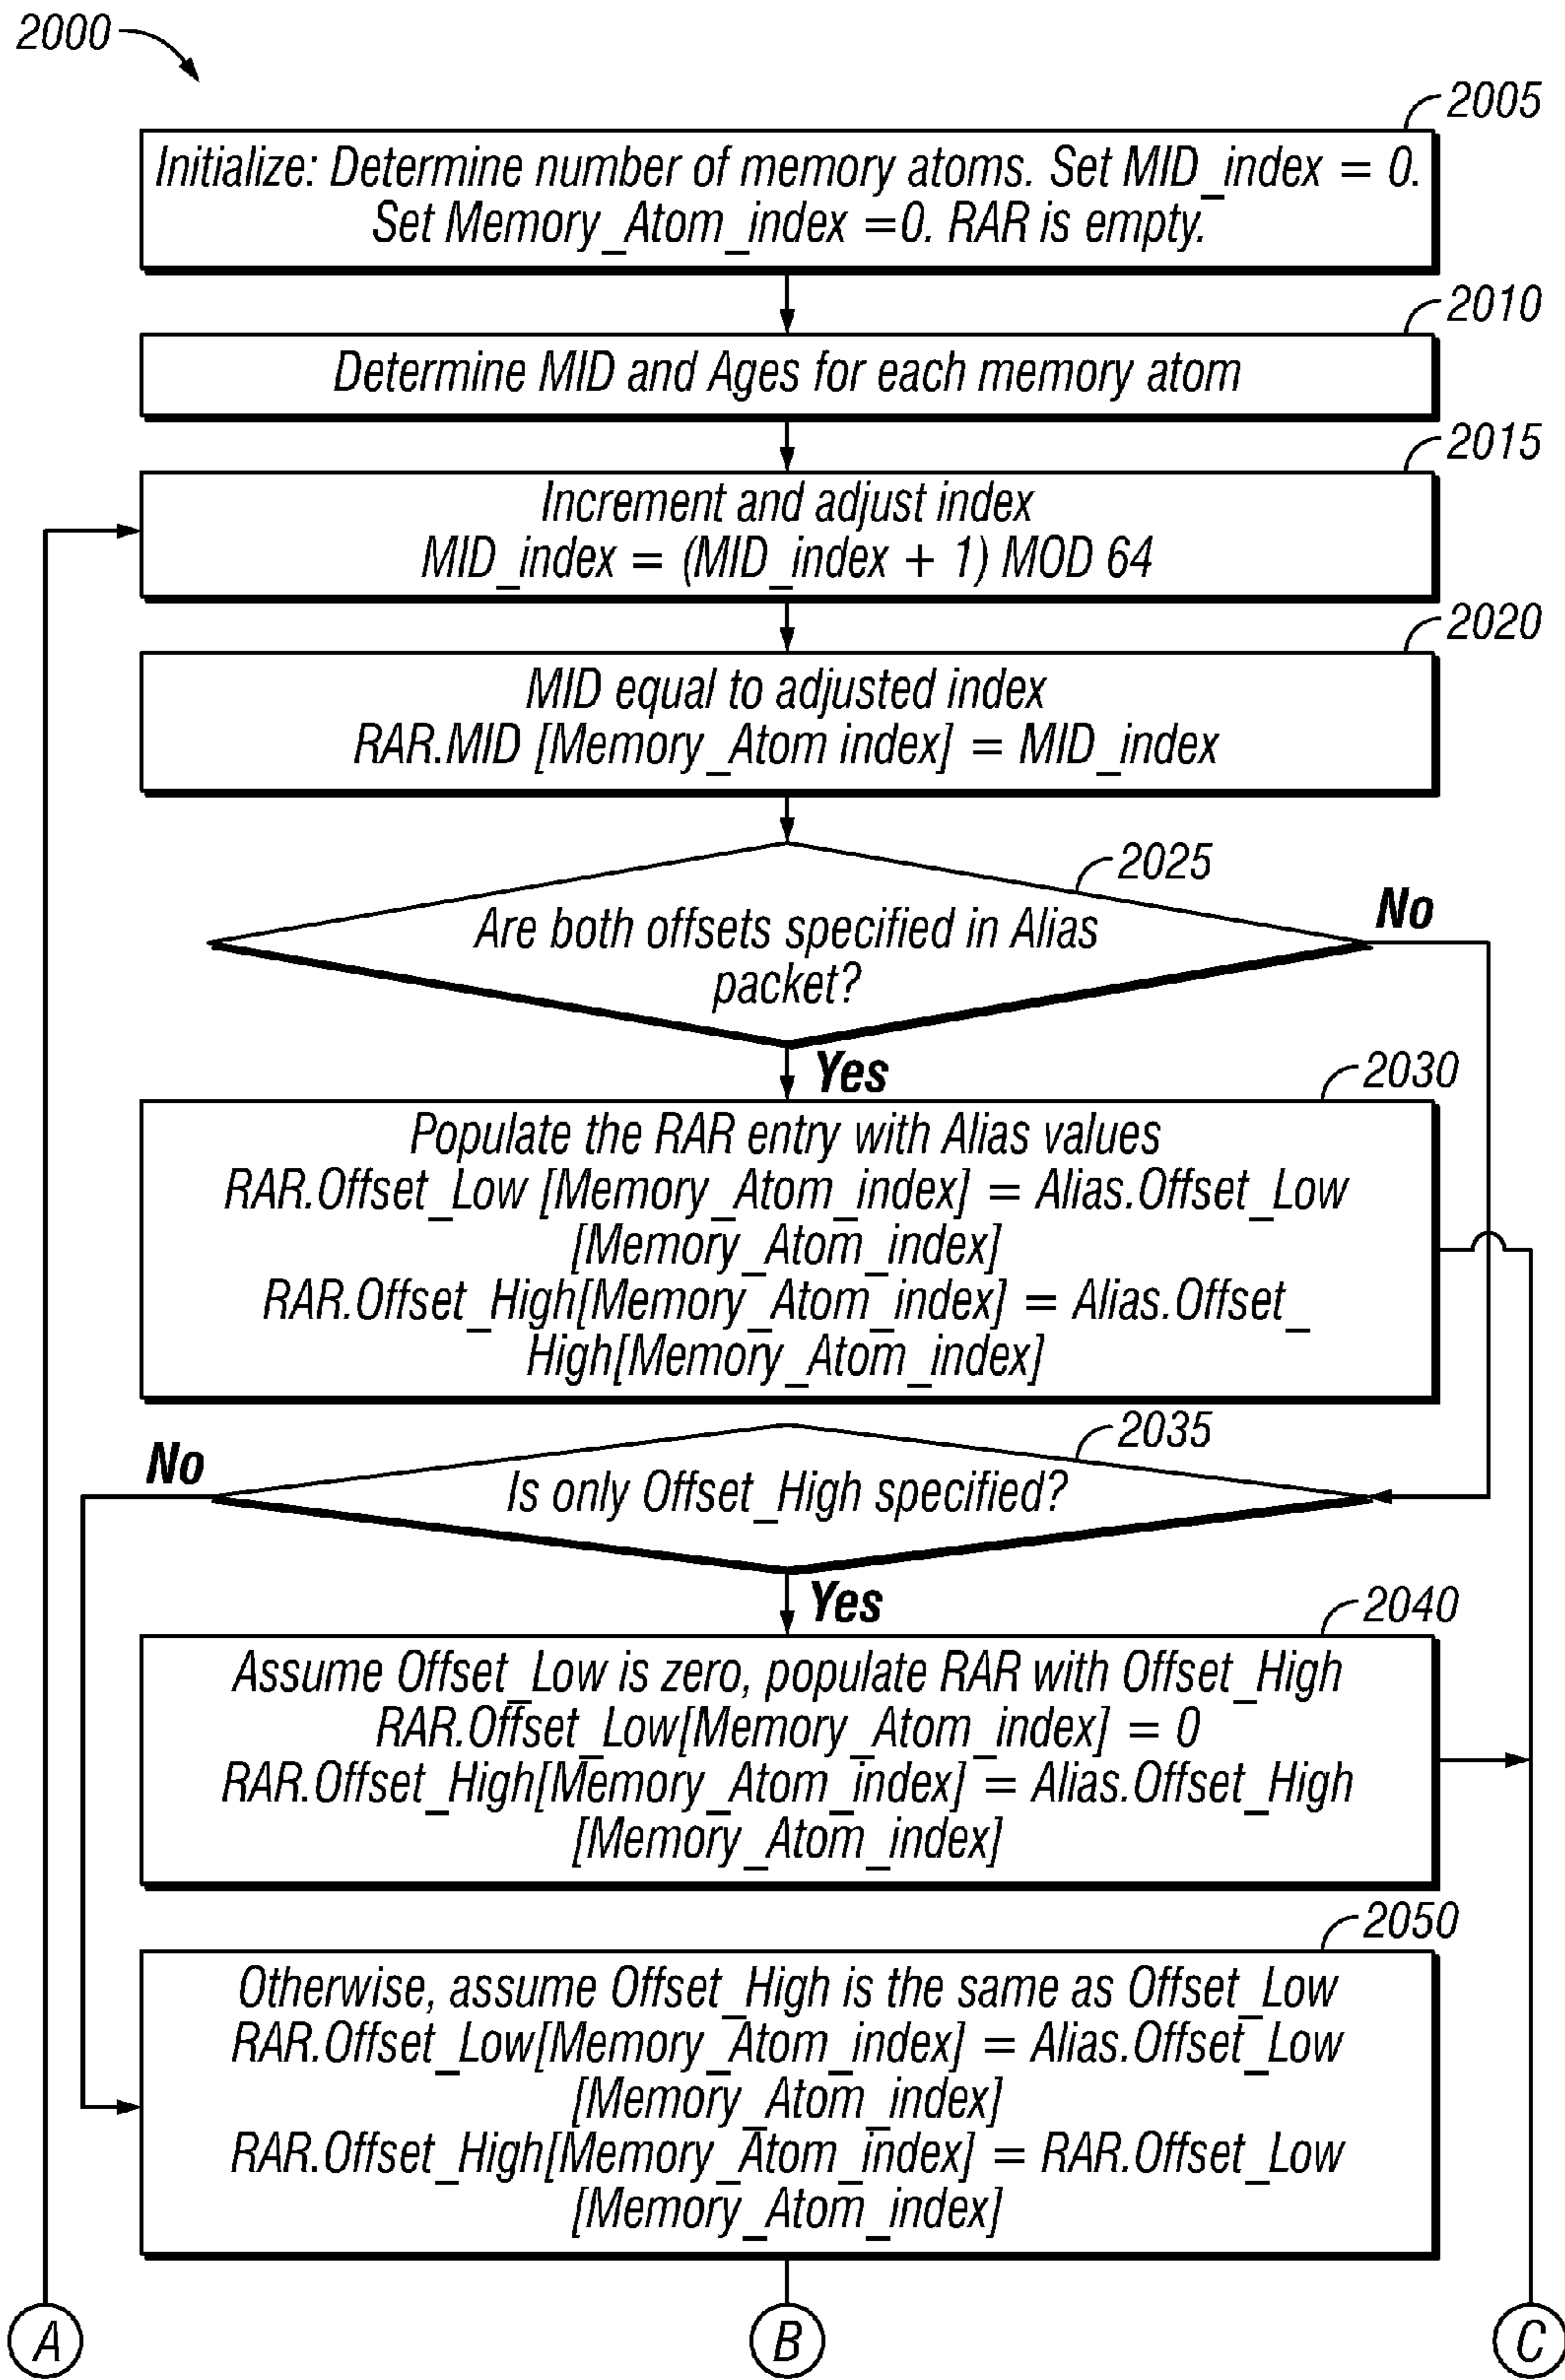 2000
2005
Initialize: Determine number of memory atoms. Set MID_index = 0.
Set Memory_Atom_index =0. RAR is empty.
2010
Determine MID and Ages for each memory atom
2015
Increment and adjust index
MID_index = (MID_index + 1) MOD 64
2020
MID equal to adjusted index
RAR.MID [Memory_Atom index] = MID_index
2025
Are both offsets specified in Alias
packet?
No
Yes
2030
Populate the RAR entry with Alias values
RAR.Offset_Low [Memory_Atom_index] = Alias.Offset_Low
[Memory_Atom_index]
RAR.Offset_High[Memory_Atom_index] = Alias.Offset_
High[Memory_Atom_index]
2035
No
Is only Offset_High specified?
Yes
2040
Assume Offset_Low is zero, populate RAR with Offset_High
RAR.Offset_Low[Memory_Atom_index] = 0
RAR.Offset_High[Memory_Atom_index] = Alias.Offset_High
[Memory_Atom_index]
2050
Otherwise, assume Offset_High is the same as Offset_Low
RAR.Offset_Low[Memory_Atom_index] = Alias.Offset_Low
[Memory_Atom_index]
RAR.Offset_High[Memory_Atom_index] = RAR.Offset_Low
[Memory_Atom_index]
A
B
C